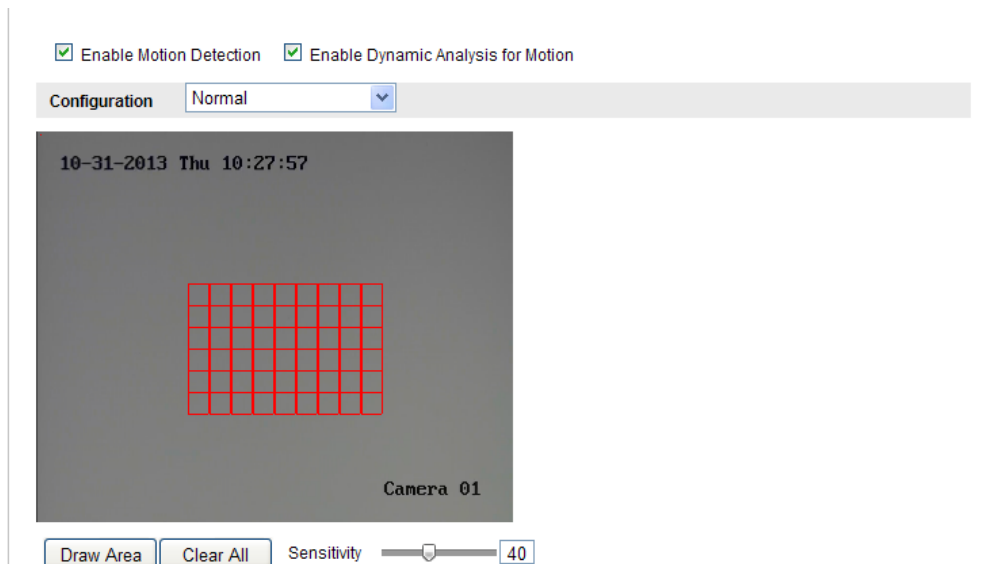 Enable Motion Detection Enable Dynamic Analysis for Motion
Configuration Normal
10-31-2013 Thu 10:27:57
Camera 01
Draw Area Clear All Sensitivity 40